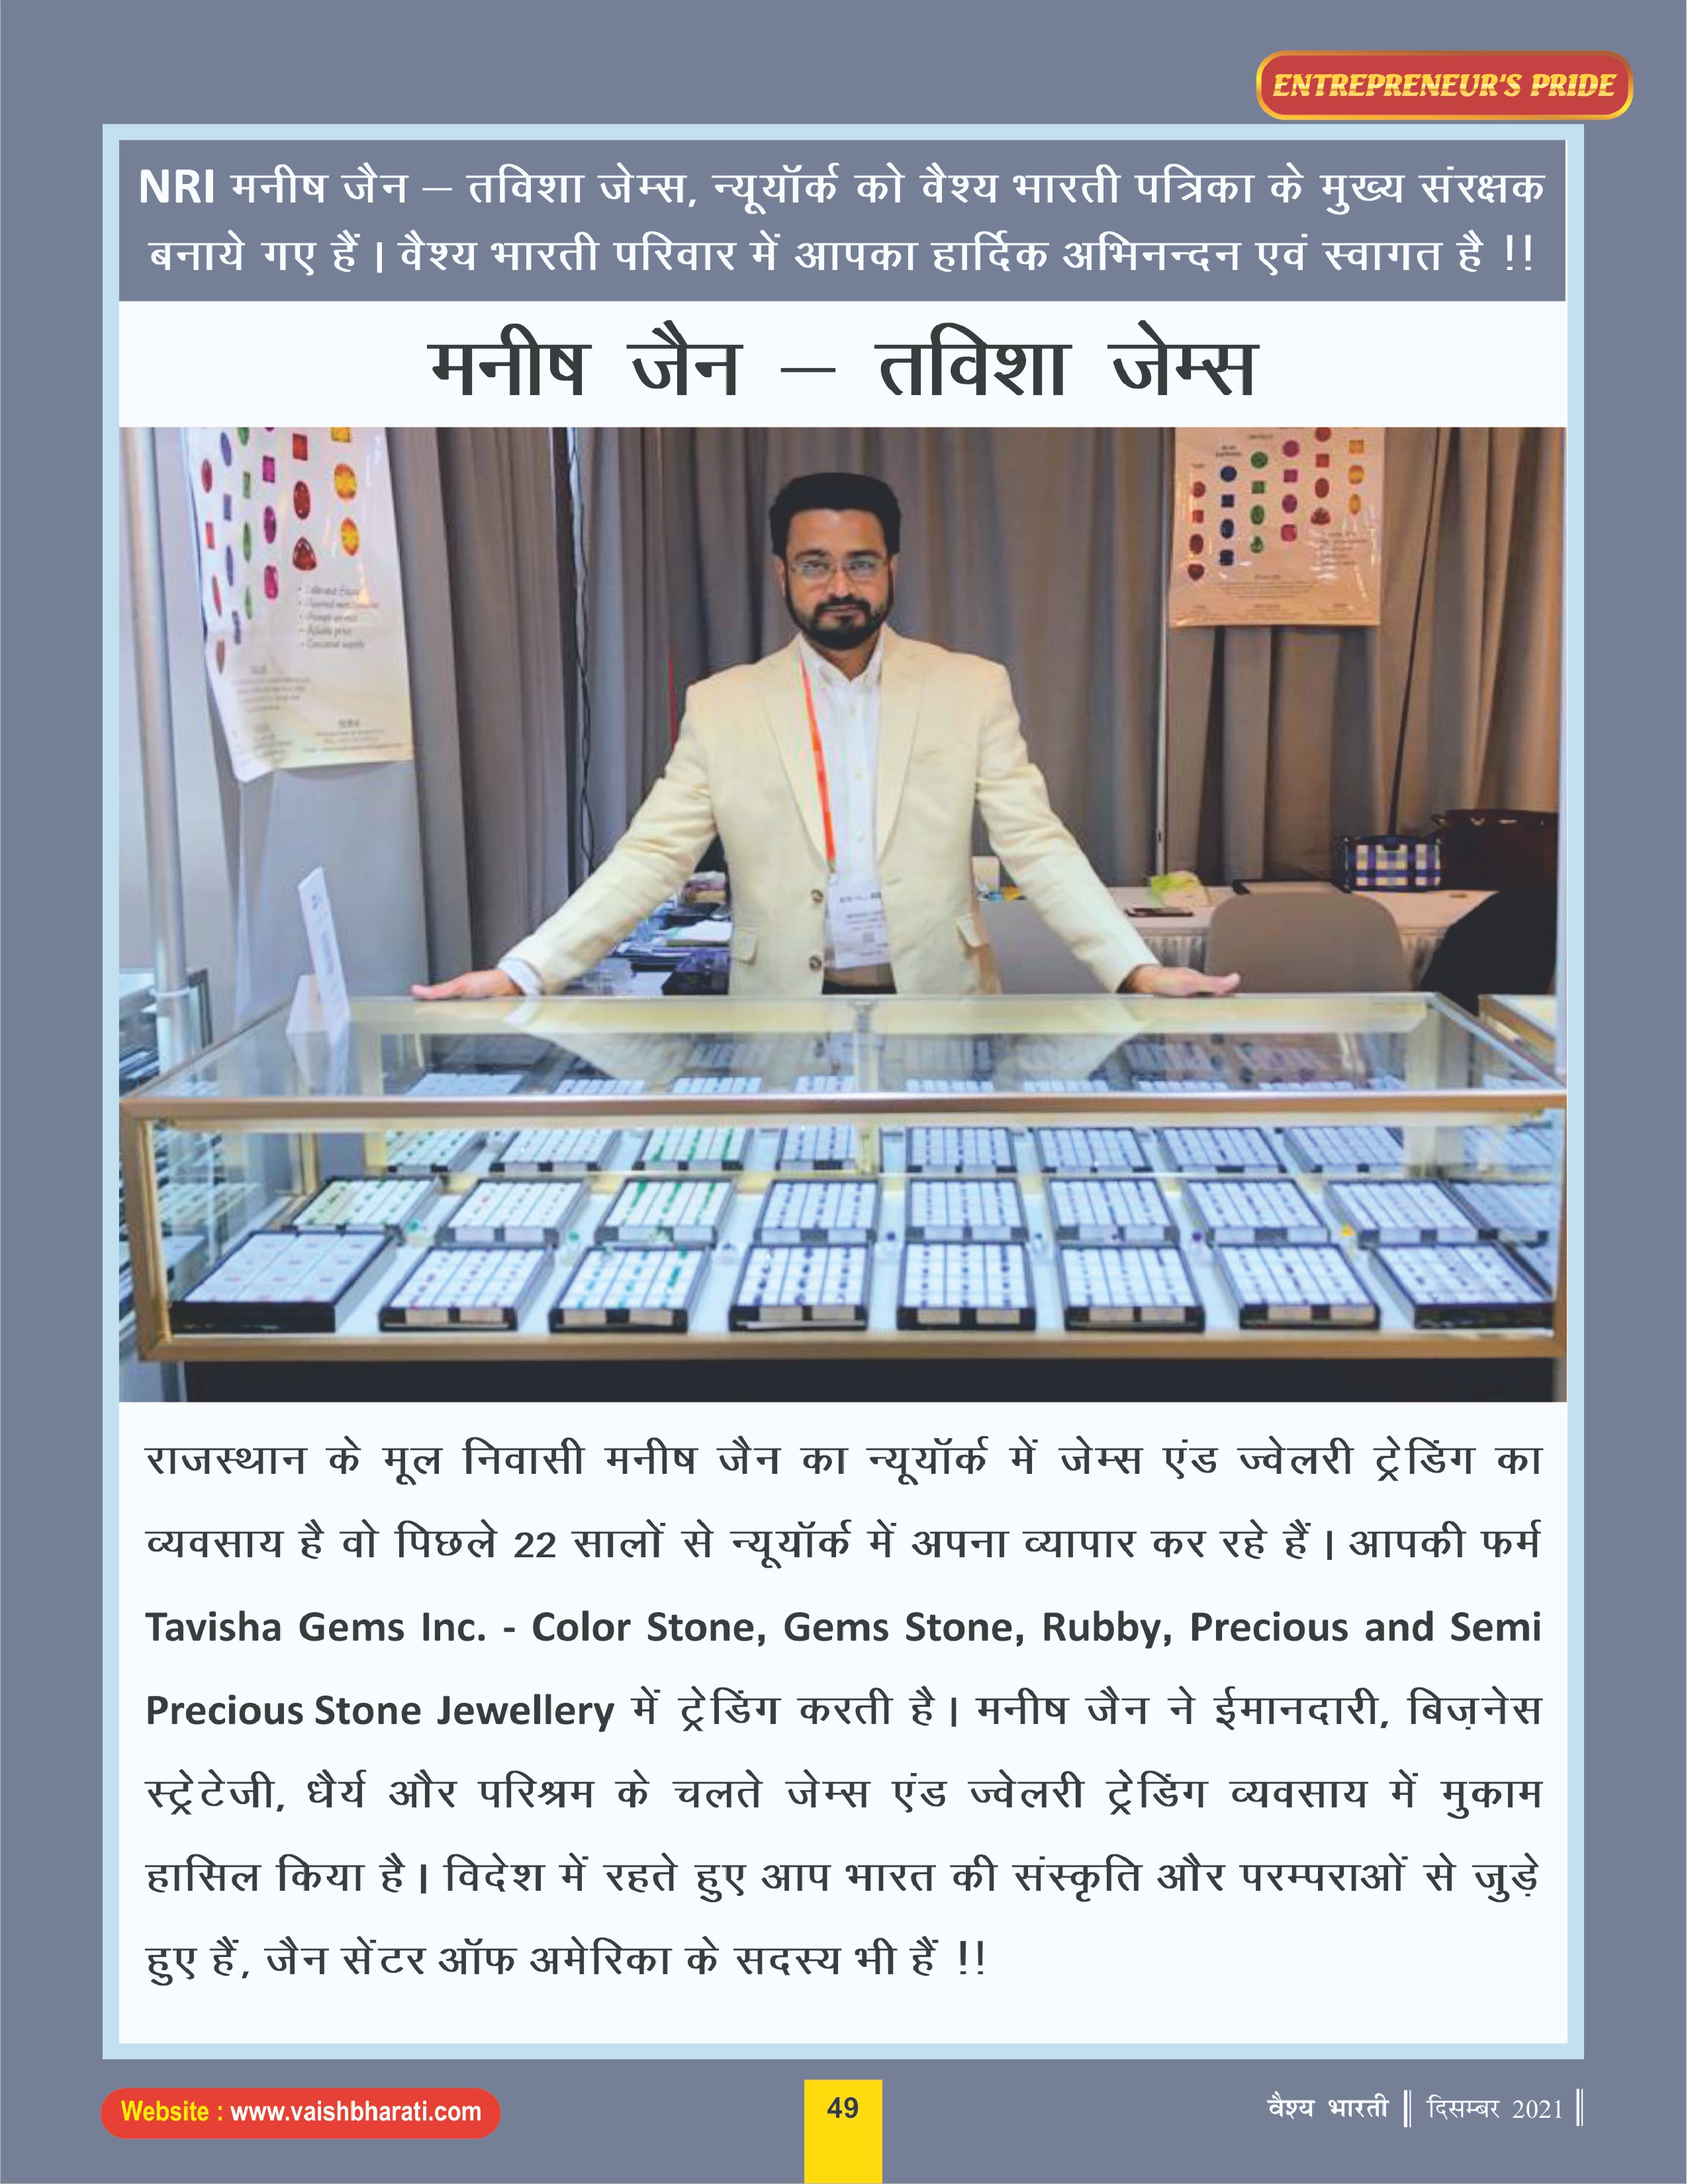 ENTREPRENEUR'S PRIDE
NRI मनीष जैन – तविशा जेम्स, न्यूयॉर्क को वैश्य भारती पत्रिका के मुख्य संरक्षक
बनाये गए हैं | वैश्य भारती परिवार में आपका हार्दिक अभिनन्दन एवं स्वागत है !!
मनीष जैन – तविशा जेम्स
राजस्थान के मूल निवासी मनीष जैन का न्यूयॉर्क में जेम्स एंड ज्वेलरी ट्रेडिंग का
व्यवसाय है वो पिछले 22 सालों से न्यूयॉर्क में अपना व्यापार कर रहे हैं | आपकी फर्म
Tavisha Gems Inc. - Color Stone, Gems Stone, Rubby, Precious and Semi
Precious Stone Jewellery में ट्रेडिंग करती है | मनीष जैन ने ईमानदारी, बिज़नेस
स्ट्रेटेजी, धैर्य और परिश्रम के चलते जेम्स एंड ज्वेलरी ट्रेडिंग व्यवसाय में मुकाम
हासिल किया है | विदेश में रहते हुए आप भारत की संस्कृति और परम्पराओं से जुड़े
हुए हैं, जैन सेंटर ऑफ अमेरिका के सदस्य भी हैं !!
Website : www.vaishbharati.com
49
वैश्य भारती || दिसम्बर 2021 ||